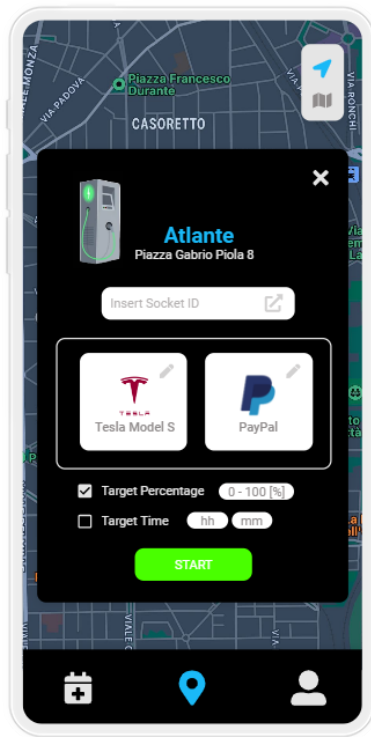 VIALE MONZA
VIA PADOVA
Piazza Francesco
Durante
CASORETTO
VIA RONCHI
Atlante
Piazza Gabrio Piola 8
Insert Socket ID
TESLA
Tesla Model S
PayPal
Target Percentage 0 - 100 [%]
Target Time hh mm
START